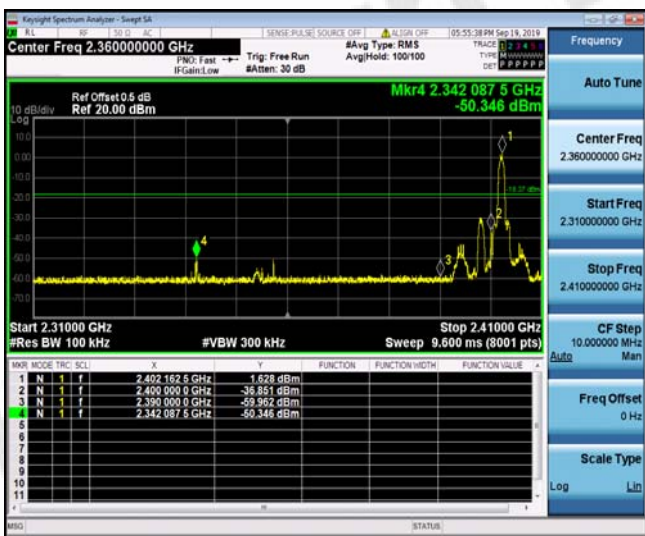 Keysight Spectrum Analyzer - Swept SA
RL RF 50 Ω AC SENSE:PULSE SOURCE OFF ALIGN OFF 05:55:38 PM Sep 19, 2019
Center Freq 2.360000000 GHz #Avg Type: RMS TRACE 1 2 3 4 5 6
PNO: Fast Trig: Free Run Avg|Hold: 100/100 TYPE M
IFGain:Low #Atten: 30 dB DET P P P P P P
Mkr4 2.342 087 5 GHz
Ref Offset 0.5 dB
10 dB/div Ref 20.00 dBm -50.346 dBm
Log
10.0
0.00
-10.0
-20.0
-30.0
-40.0
-50.0
-60.0
-70.0
1
-18.37 dBm
2
4
3
Start 2.31000 GHz Stop 2.41000 GHz
#Res BW 100 kHz #VBW 300 kHz Sweep 9.600 ms (8001 pts)
MKR MODE TRC SCL X Y FUNCTION FUNCTION WIDTH FUNCTION VALUE
1 N 1 f 2.402 162 5 GHz 1.628 dBm
2 N 1 f 2.400 000 0 GHz -36.851 dBm
3 N 1 f 2.390 000 0 GHz -59.962 dBm
4 N 1 f 2.342 087 5 GHz -50.346 dBm
5
6
7
8
9
10
11
MSG STATUS
Frequency
Auto Tune
Center Freq
2.360000000 GHz
Start Freq
2.310000000 GHz
Stop Freq
2.410000000 GHz
CF Step
10.000000 MHz
Auto Man
Freq Offset
0 Hz
Scale Type
Log Lin